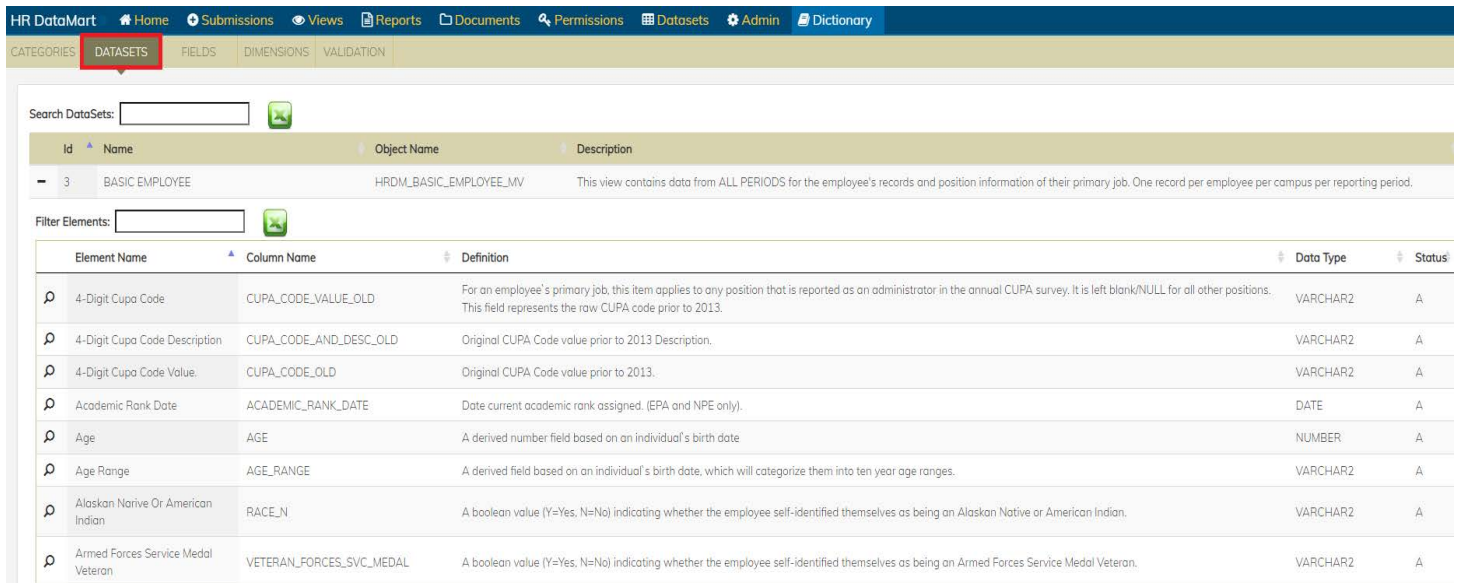 HR DataMart Home Submissions Views Reports Documents Permissions Datasets Admin Dictionary
CATEGORIES DATASETS FIELDS DIMENSIONS VALIDATION
Search DataSets:
Id Name Object Name Description
3 BASIC EMPLOYEE HRDM_BASIC_EMPLOYEE_MV This view contains data from ALL PERIODS for the employee's records and position information of their primary job. One record per employee per campus per reporting period.
Filter Elements:
Element Name Column Name Definition Data Type Status
4-Digit Cupa Code CUPA_CODE_VALUE_OLD For an employee`s primary job, this item applies to any position that is reported as an administrator in the annual CUPA survey. It is left blank/NULL for all other positions. VARCHAR2 A
This field represents the raw CUPA code prior to 2013.
4-Digit Cupa Code Description CUPA_CODE_AND_DESC_OLD Original CUPA Code value prior to 2013 Description. VARCHAR2 A
4-Digit Cupa Code Value. CUPA_CODE_OLD Original CUPA Code value prior to 2013. VARCHAR2 A
Academic Rank Date ACADEMIC_RANK_DATE Date current academic rank assigned. (EPA and NPE only). DATE A
Age AGE A derived number field based on an individual`s birth date NUMBER A
Age Range AGE_RANGE A derived field based on an individual`s birth date, which will categorize them into ten year age ranges. VARCHAR2 A
Alaskan Narive Or American
Indian RACE_N A boolean value (Y=Yes, N=No) indicating whether the employee self-identified themselves as being an Alaskan Native or American Indian. VARCHAR2 A
Armed Forces Service Medal
Veteran VETERAN_FORCES_SVC_MEDAL A boolean value (Y=Yes, N=No) indicating whether the employee self-identified themselves as being an Armed Forces Service Medal Veteran. VARCHAR2 A